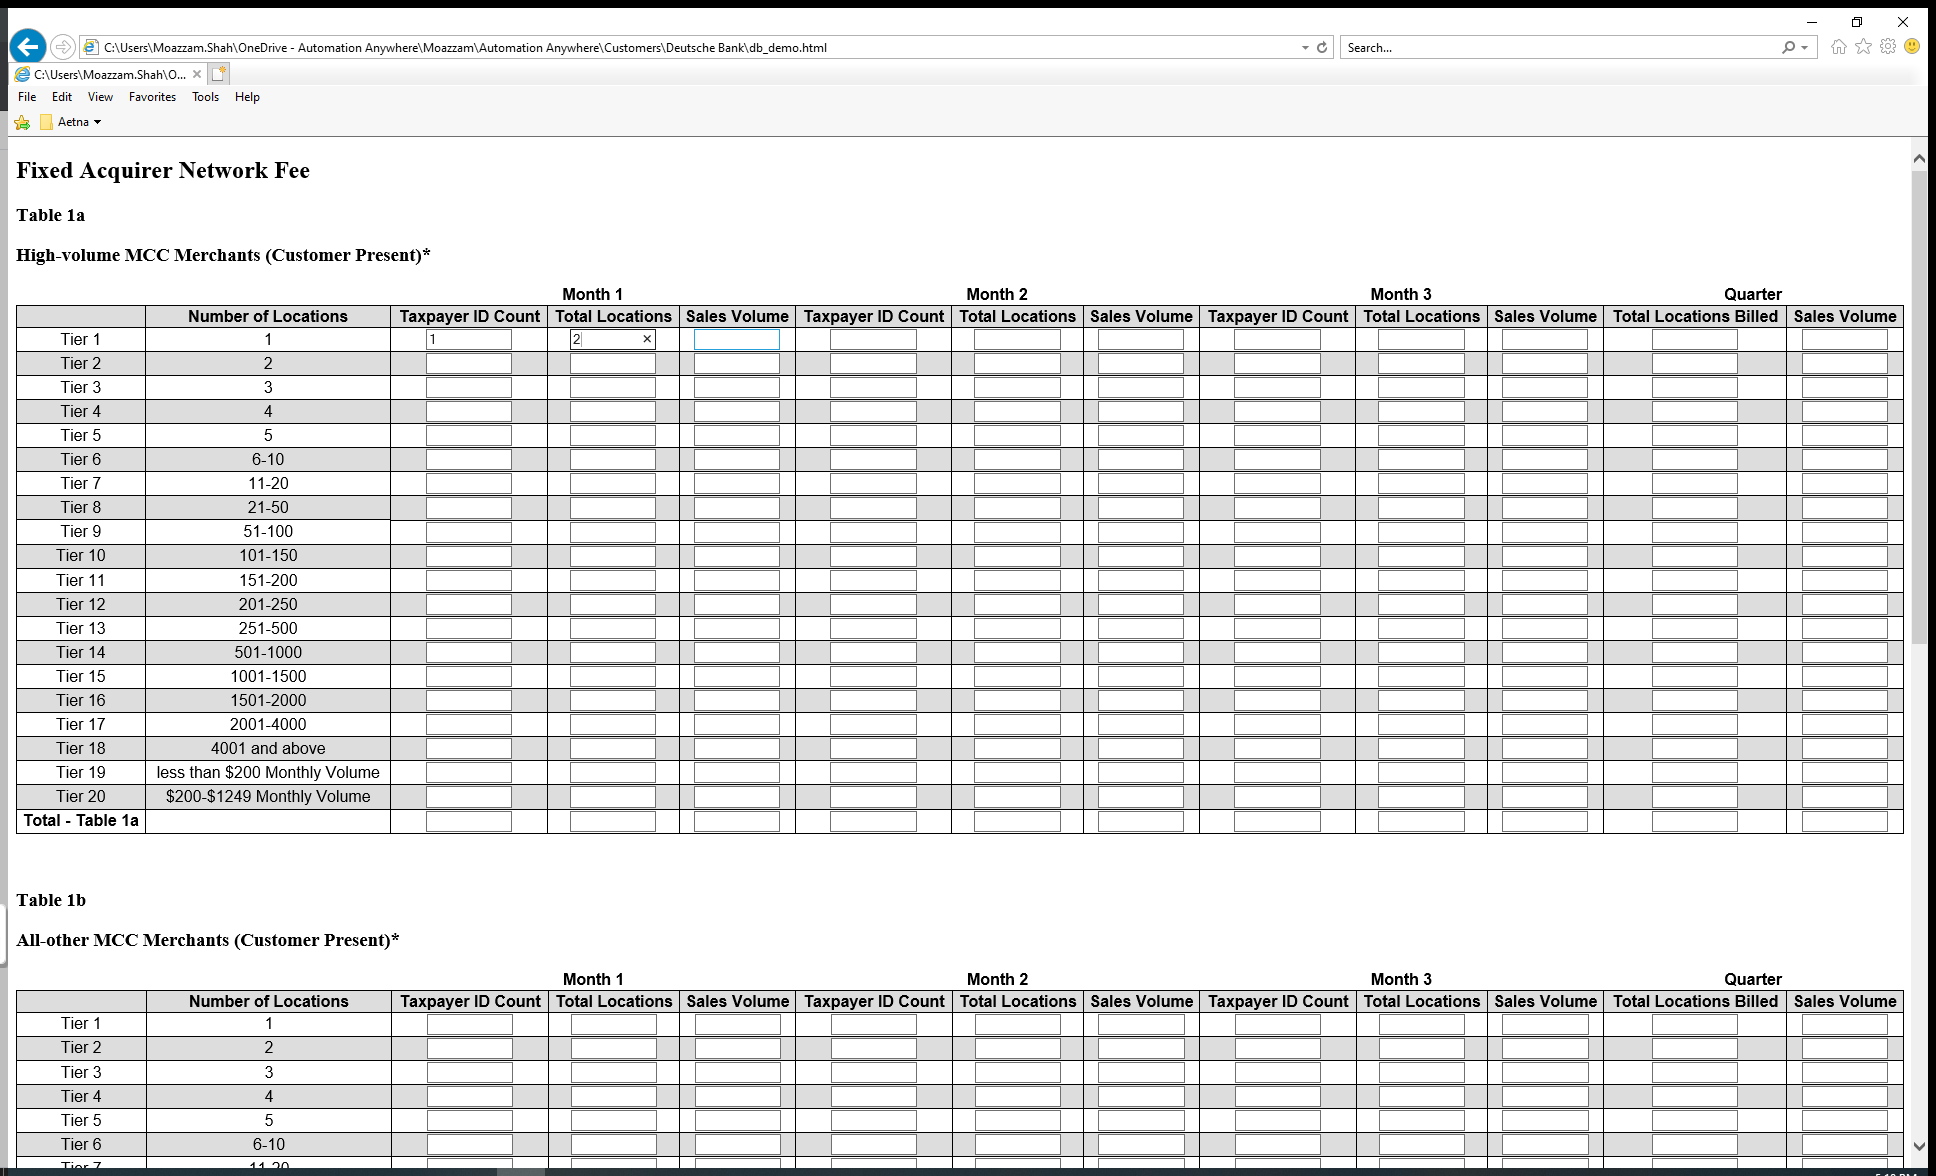 C:\Users\Moazzam.Shah\OneDrive - Automation Anywhere\Moazzam\Automation Anywhere\Customers\Deutsche Bank\db_demo.html
Search...
C:\Users\Moazzam.Shah\O...
File Edit View Favorites Tools Help
Aetna
Fixed Acquirer Network Fee
Table 1a
High-volume MCC Merchants (Customer Present)*
Month 1 Month 2 Month 3 Quarter
Number of Locations Taxpayer ID Count Total Locations Sales Volume Taxpayer ID Count Total Locations Sales Volume Taxpayer ID Count Total Locations Sales Volume Total Locations Billed Sales Volume
Tier 1 1 1 2
Tier 2 2
Tier 3 3
Tier 4 4
Tier 5 5
Tier 6 6-10
Tier 7 11-20
Tier 8 21-50
Tier 9 51-100
Tier 10 101-150
Tier 11 151-200
Tier 12 201-250
Tier 13 251-500
Tier 14 501-1000
Tier 15 1001-1500
Tier 16 1501-2000
Tier 17 2001-4000
Tier 18 4001 and above
Tier 19 less than $200 Monthly Volume
Tier 20 $200-$1249 Monthly Volume
Total - Table 1a
Table 1b
All-other MCC Merchants (Customer Present)*
Month 1 Month 2 Month 3 Quarter
Number of Locations Taxpayer ID Count Total Locations Sales Volume Taxpayer ID Count Total Locations Sales Volume Taxpayer ID Count Total Locations Sales Volume Total Locations Billed Sales Volume
Tier 1 1
Tier 2 2
Tier 3 3
Tier 4 4
Tier 5 5
Tier 6 6-10
Tier 7 11-20